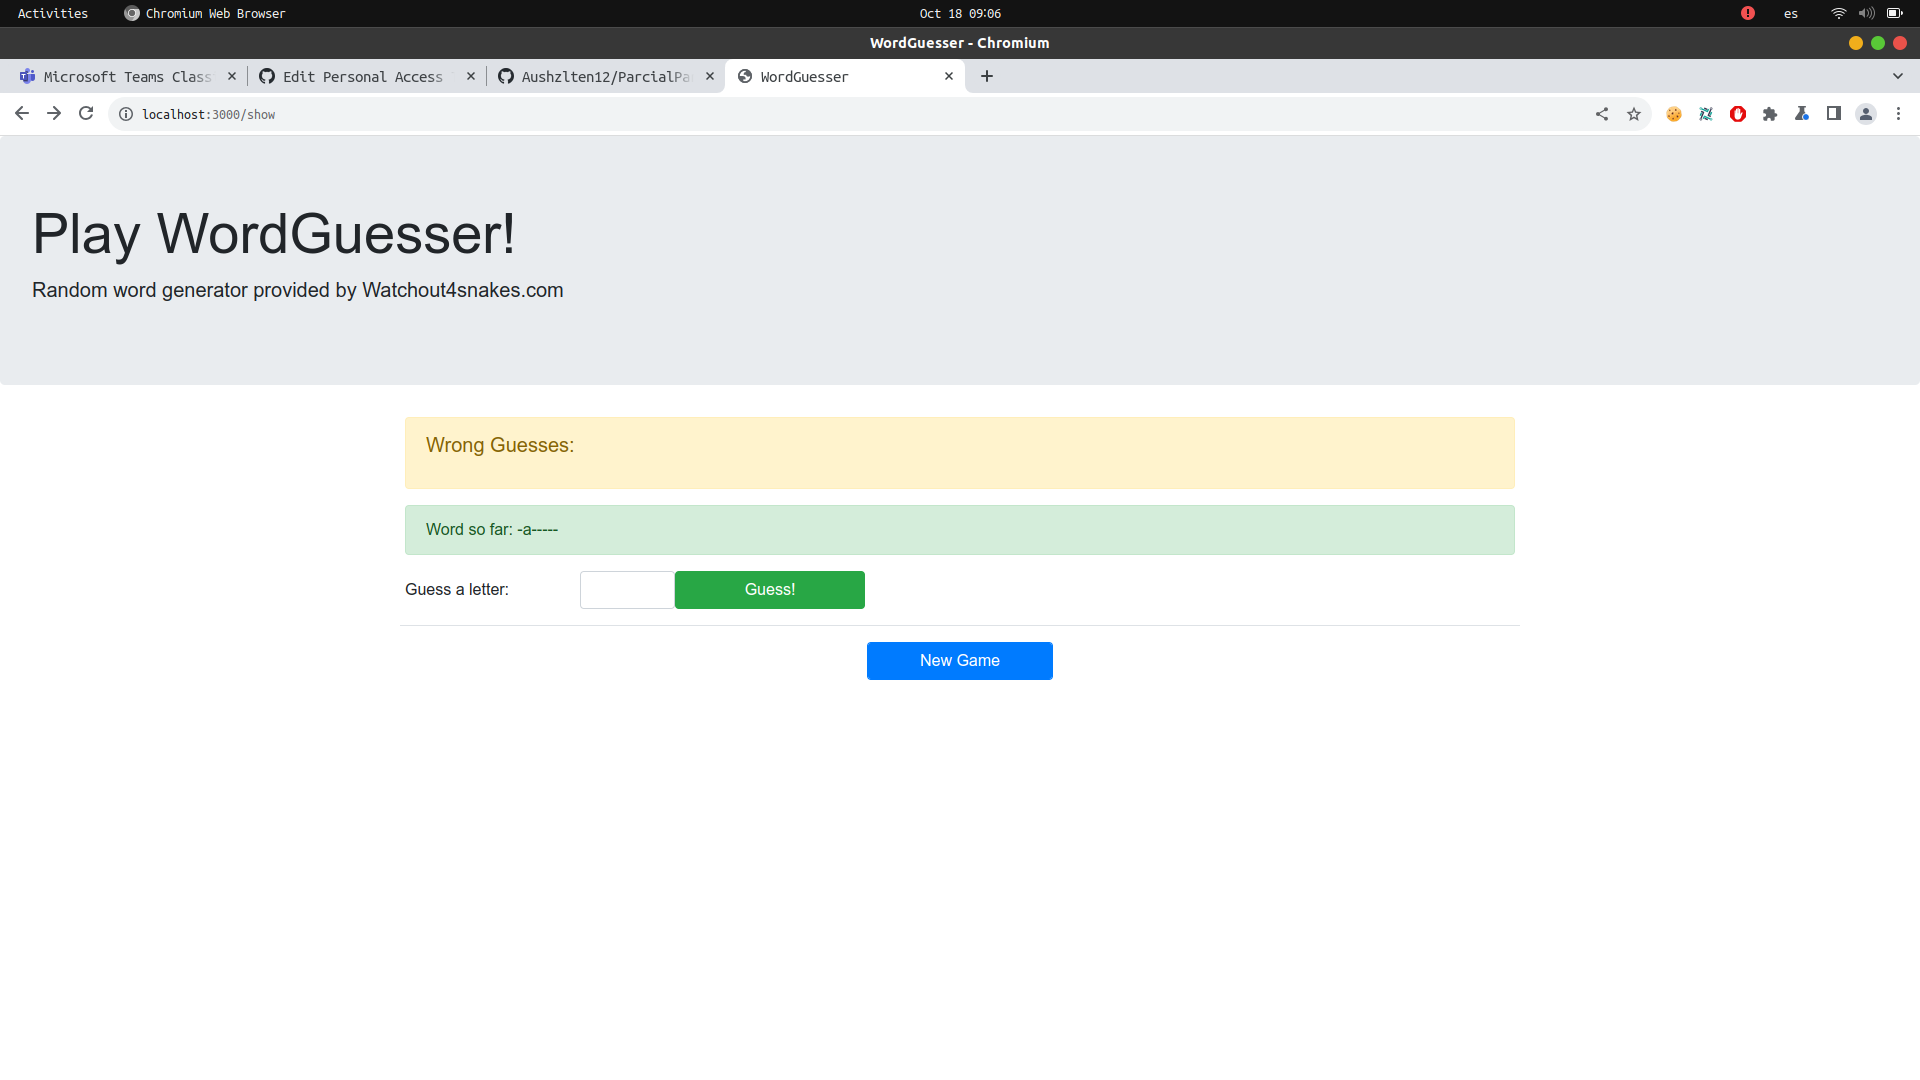 Activities Chromium Web Browser Oct 18 09:06 es
WordGuesser - Chromium
Microsoft Teams Class Edit Personal Access Aushzlten12/ParcialPa WordGuesser
localhost:3000/show
Play WordGuesser!
Random word generator provided by Watchout4snakes.com
Wrong Guesses:
Word so far: -a-----
Guess a letter: Guess!
New Game